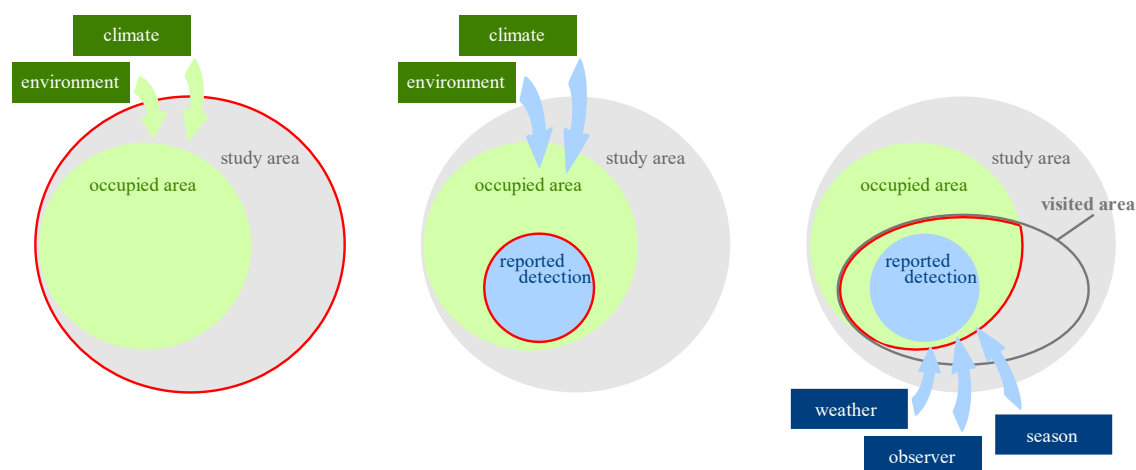 climate
environment
study area
occupied area
climate
environment
study area
occupied area
reported
detection
study area
occupied area
visited area
reported
detection
weather
observer
season